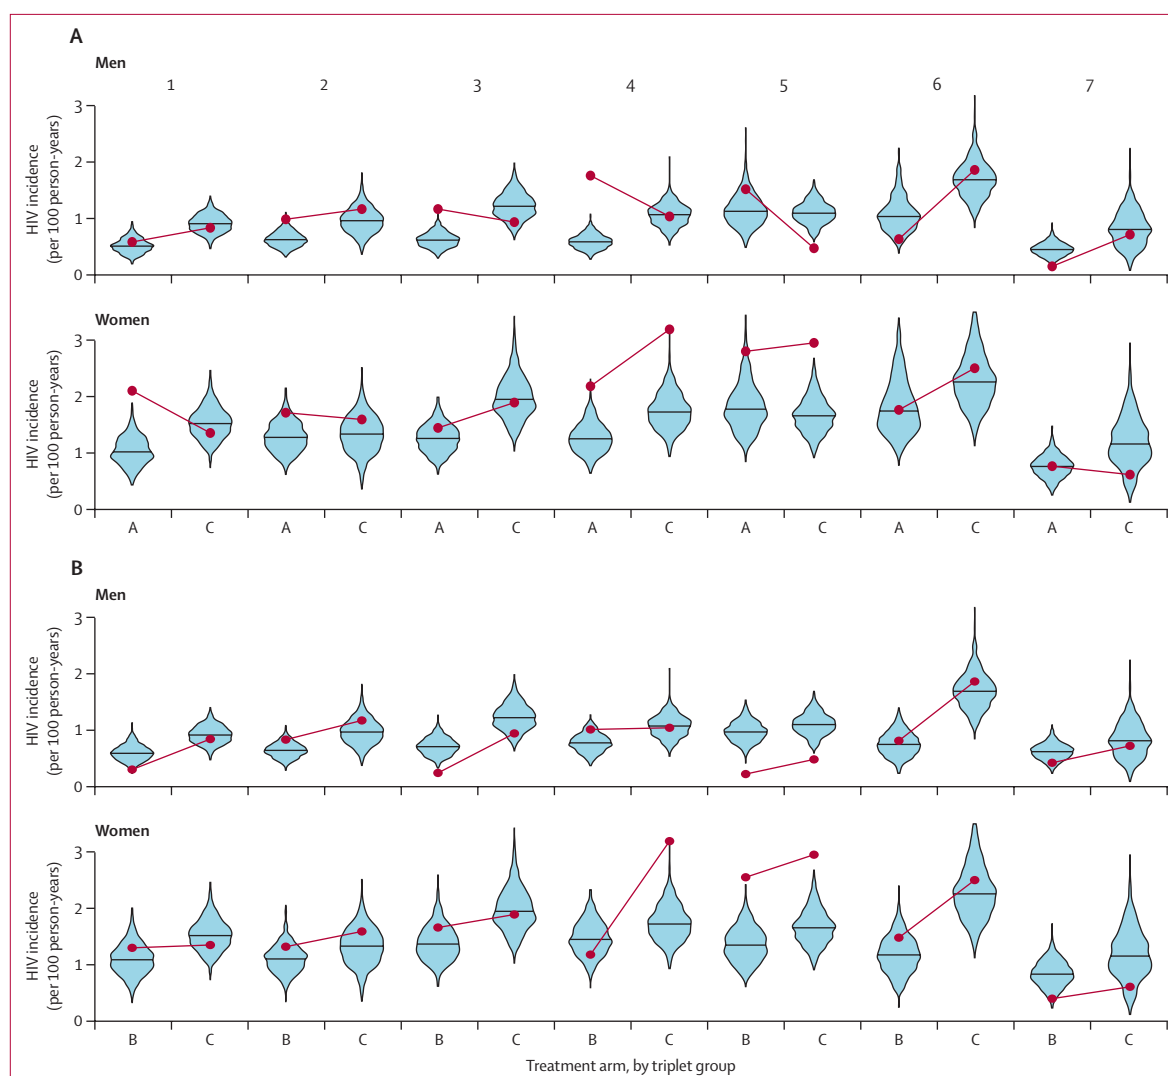 A
Men
1 2 3 4 5 6 7
HIV incidence
(per 100 person-years)
3
2
1
0
Women
HIV incidence
(per 100 person-years)
3
2
1
0
A C A C A C A C A C A C A C
B
Men
HIV incidence
(per 100 person-years)
3
2
1
0
Women
HIV incidence
(per 100 person-years)
3
2
1
0
B C B C B C B C B C B C B C
Treatment arm, by triplet group